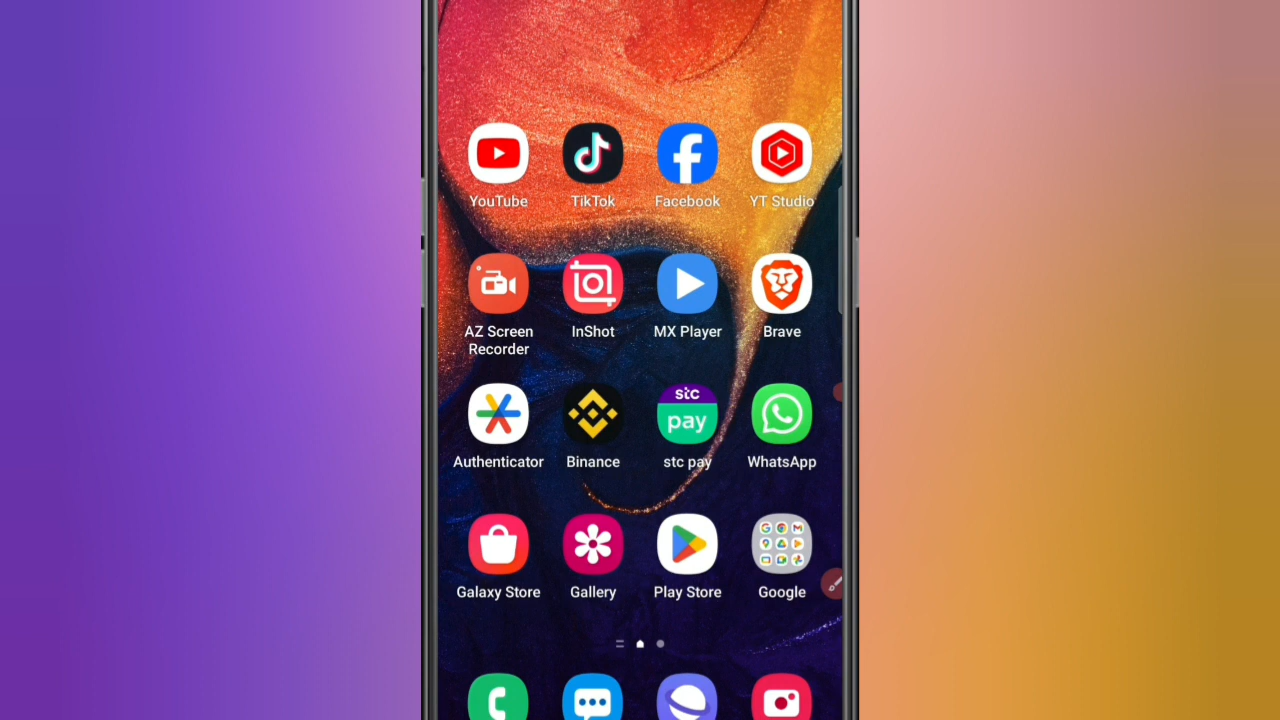 YouTube
TikTok
Facebook
YT Studio
AZ Screen
Recorder
InShot
MX Player
Brave
stc
pay
Authenticator
Binance
stc pay
WhatsApp
Galaxy Store
Gallery
Play Store
Google